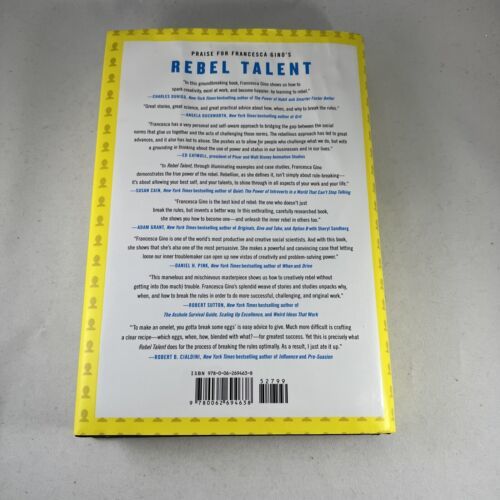 PRAISE FOR FRANCESCA GINO'S
REBEL TALENT
"In this groundbreaking book, Francesca Gino shows us how to
spark creativity, excel at work, and become happier, by learning to rebel."
—CHARLES DUHIGG, New York Times bestselling author of The Power of Habit and Smarter Faster Better
"Great stories, great science, and great practical advice about how, when, and why to break the rules."
—ANGELA DUCKWORTH, New York Times bestselling author of Grit
"Francesca has a very personal and self-aware approach to bridging the gap between the social
norms that glue us together and the acts of challenging those norms. The rebellious approach has led to great
advances, and it also has led to abuse. She pushes us to allow for people who challenge what we do, but with
a grounding in thinking about the use of power and status in our businesses and in our lives."
—ED CATMULL, president of Pixar and Walt Disney Animation Studios
"In Rebel Talent, through illuminating examples and case studies, Francesca Gino
demonstrates the true power of the rebel. Rebellion, as she defines it, isn't simply about rule-breaking—
it's about allowing your best self, and your talents, to shine through in all aspects of your work and your life."
—SUSAN CAIN, New York Times bestselling author of Quiet: The Power of Introverts in a World That Can't Stop Talking
"Francesca Gino is the best kind of rebel: the one who doesn't just
break the rules, but invents a better way. In this enthralling, carefully researched book,
she shows you how to become one—and unleash the inner rebel in others too."
—ADAM GRANT, New York Times bestselling author of Originals, Give and Take, and Option B with Sheryl Sandberg
"Francesca Gino is one of the world's most productive and creative social scientists. And with this book,
she shows that she's also one of the most persuasive. She makes a powerful and convincing case that letting
loose our inner troublemaker can open up new vistas of creativity and problem-solving power."
—DANIEL H. PINK, New York Times bestselling author of When and Drive
"This marvelous and mischievous masterpiece shows us how to creatively rebel without
getting into (too much) trouble. Francesca Gino's splendid weave of stories and studies unpacks why,
when, and how to break the rules in order to do more successful, challenging, and original work."
—ROBERT SUTTON, New York Times bestselling author of
The Asshole Survival Guide, Scaling Up Excellence, and Weird Ideas That Work
"'To make an omelet, you gotta break some eggs' is easy advice to give. Much more difficult is crafting
a clear recipe—which eggs, when, how, blended with what?—for greatest success. Yet this is precisely what
Rebel Talent does for the process of breaking the rules optimally. As a result, I just ate it up."
—ROBERT B. CIALDINI, New York Times bestselling author of Influence and Pre-Suasion
ISBN 978-0-06-269463-8
52799
9 780062 694638